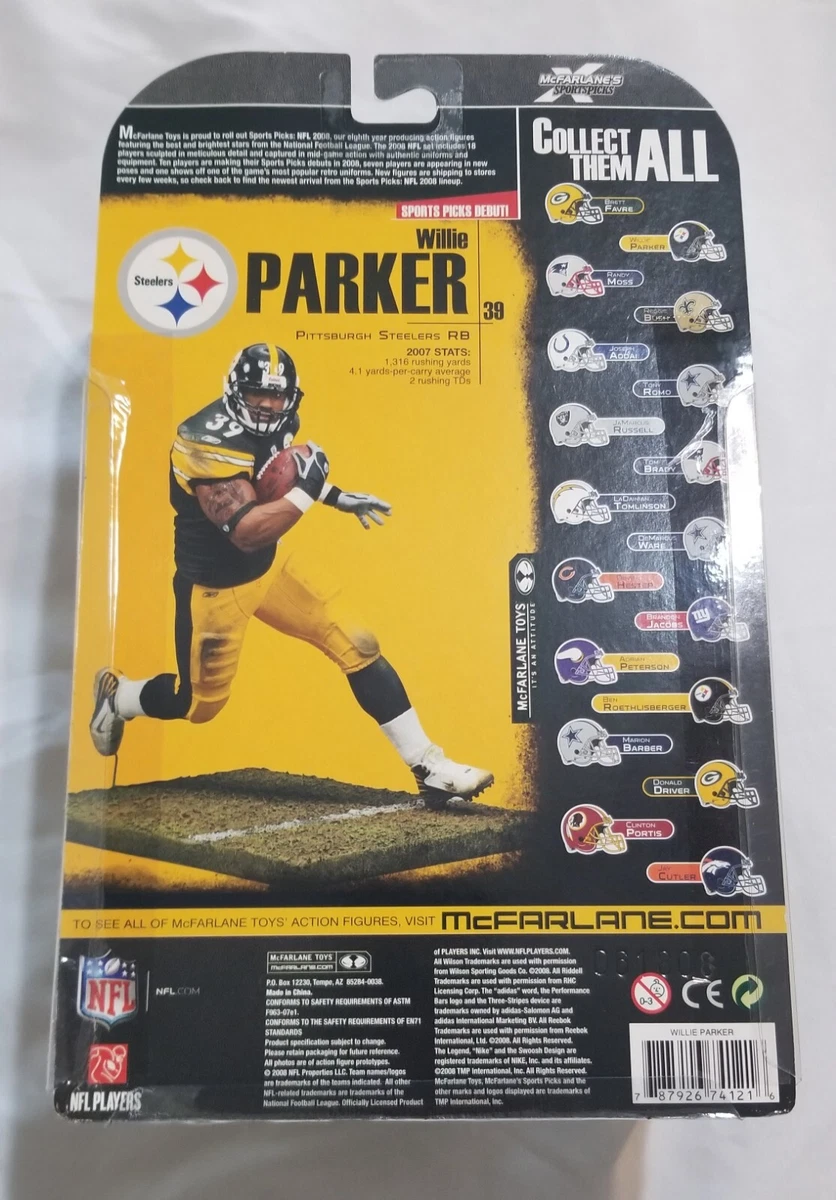 McFARLANE'S
SPORTSPICKS
McFarlane Toys is proud to roll out Sports Picks: NFL 2008, our eighth year producing action figures
featuring the best and brightest stars from the National Football League. The 2008 NFL set includes 18
players sculpted in meticulous detail and captured in mid-game action with authentic uniforms and
equipment. Ten players are making their Sports Picks debuts in 2008, seven players are appearing in new
poses and one shows off one of the game's most popular retro uniforms. New figures are shipping to stores
every few weeks, so check back to find the newest arrival from the Sports Picks: NFL 2008 lineup.
SPORTS PICKS DEBUT!
Willie
PARKER
39
Steelers
PITTSBURGH STEELERS RB
2007 STATS:
1,316 rushing yards
4.1 yards-per-carry average
2 rushing TDs
39
McFARLANE TOYS
IT'S AN ATTITUDE
COLLECT
THEM ALL
BRETT
FAVRE
WILLIE
PARKER
RANDY
MOSS
REGGIE
BUSH
JOSEPH
ADDAI
TONY
ROMO
JAMARCUS
RUSSELL
TOM
BRADY
LADAINIAN
TOMLINSON
DEMARCUS
WARE
DEVIN
HESTER
BRANDON
JACOBS
ADRIAN
PETERSON
BEN
ROETHLISBERGER
MARION
BARBER
DONALD
DRIVER
CLINTON
PORTIS
JAY
CUTLER
TO SEE ALL OF McFARLANE TOYS' ACTION FIGURES, VISIT McFARLANE.COM
NFL
NFL.COM
NFL PLAYERS
McFARLANE TOYS
McFARLANE.COM
P.O. Box 12230, Tempe, AZ 85284-0038.
Made in China.
CONFORMS TO SAFETY REQUIREMENTS OF ASTM
F963-07e1.
CONFORMS TO THE SAFETY REQUIREMENTS OF EN71
STANDARDS
Product specification subject to change.
Please retain packaging for future reference.
All photos are of action figure prototypes.
© 2008 NFL Properties LLC. Team names/logos
are trademarks of the teams indicated. All other
NFL-related trademarks are trademarks of the
National Football League. Officially Licensed Product
of PLAYERS INC. Visit WWW.NFLPLAYERS.COM.
All Wilson Trademarks are used with permission
from Wilson Sporting Goods Co. ©2008. All Riddell
Trademarks are used with permission from RHC
Licensing Corp. The "adidas" word, the Performance
Bars logo and the Three-Stripes device are
trademarks owned by adidas-Salomon AG and
adidas International Marketing BV. All Reebok
Trademarks are used with permission from Reebok
International, Ltd. ©2008. All Rights Reserved.
The Legend, "Nike" and the Swoosh Design are
registered trademarks of NIKE, Inc. and its affiliates.
©2008 TMP International, Inc. All Rights Reserved.
McFarlane Toys, McFarlane's Sports Picks and the
other marks and logos displayed are trademarks of
TMP International, Inc.
0-3
CE
WILLIE PARKER
7 87926 74121 6